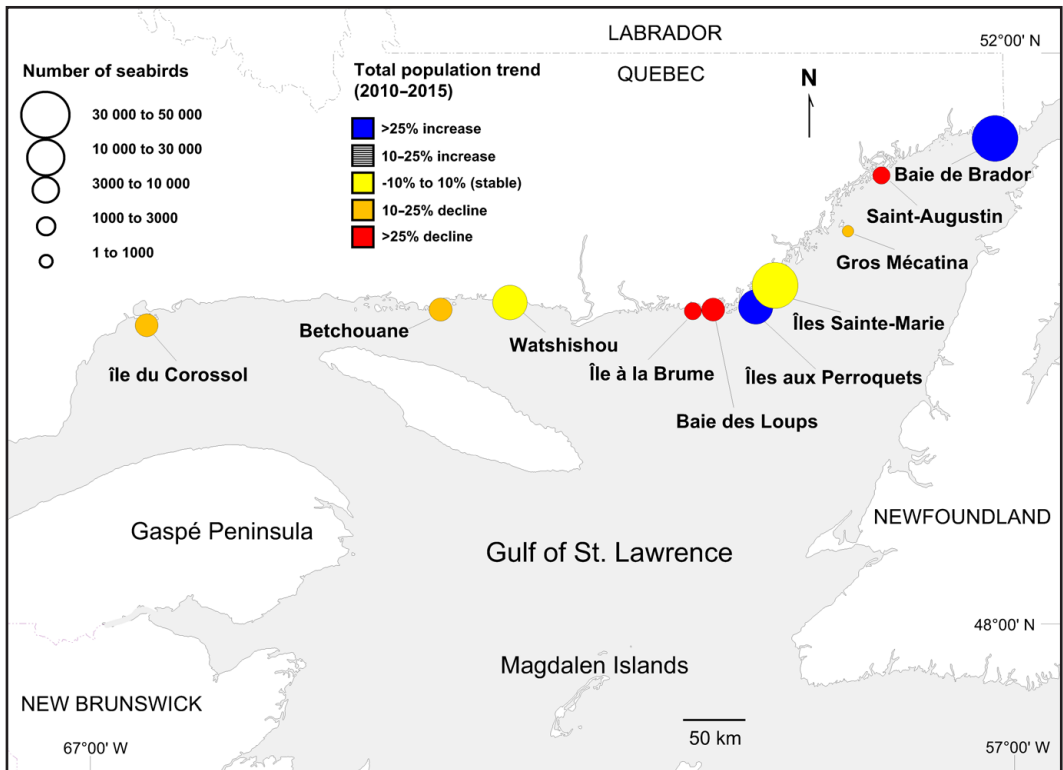 LABRADOR
52°00' N
QUEBEC
Number of seabirds
30 000 to 50 000
10 000 to 30 000
3000 to 10 000
1000 to 3000
1 to 1000
Total population trend
(2010–2015)
>25% increase
10–25% increase
-10% to 10% (stable)
10–25% decline
>25% decline
N
Baie de Brador
Saint-Augustin
Gros Mécatina
Îles Sainte-Marie
Betchouane
Watshishou
île du Corossol
Île à la Brume
Îles aux Perroquets
Baie des Loups
Gaspé Peninsula
Gulf of St. Lawrence
NEWFOUNDLAND
48°00' N
Magdalen Islands
NEW BRUNSWICK
50 km
67°00' W
57°00' W